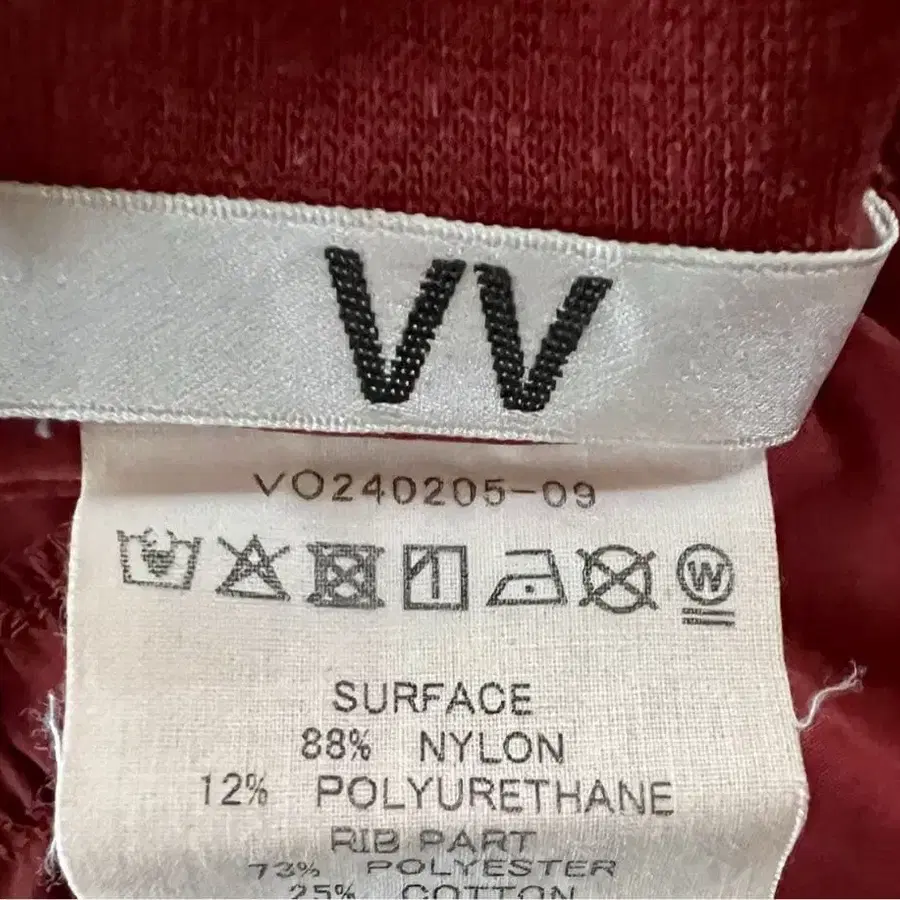 VV
VO240205-09
W
SURFACE
88% NYLON
12% POLYURETHANE
RIB PART
73% POLYESTER
25% COTTON